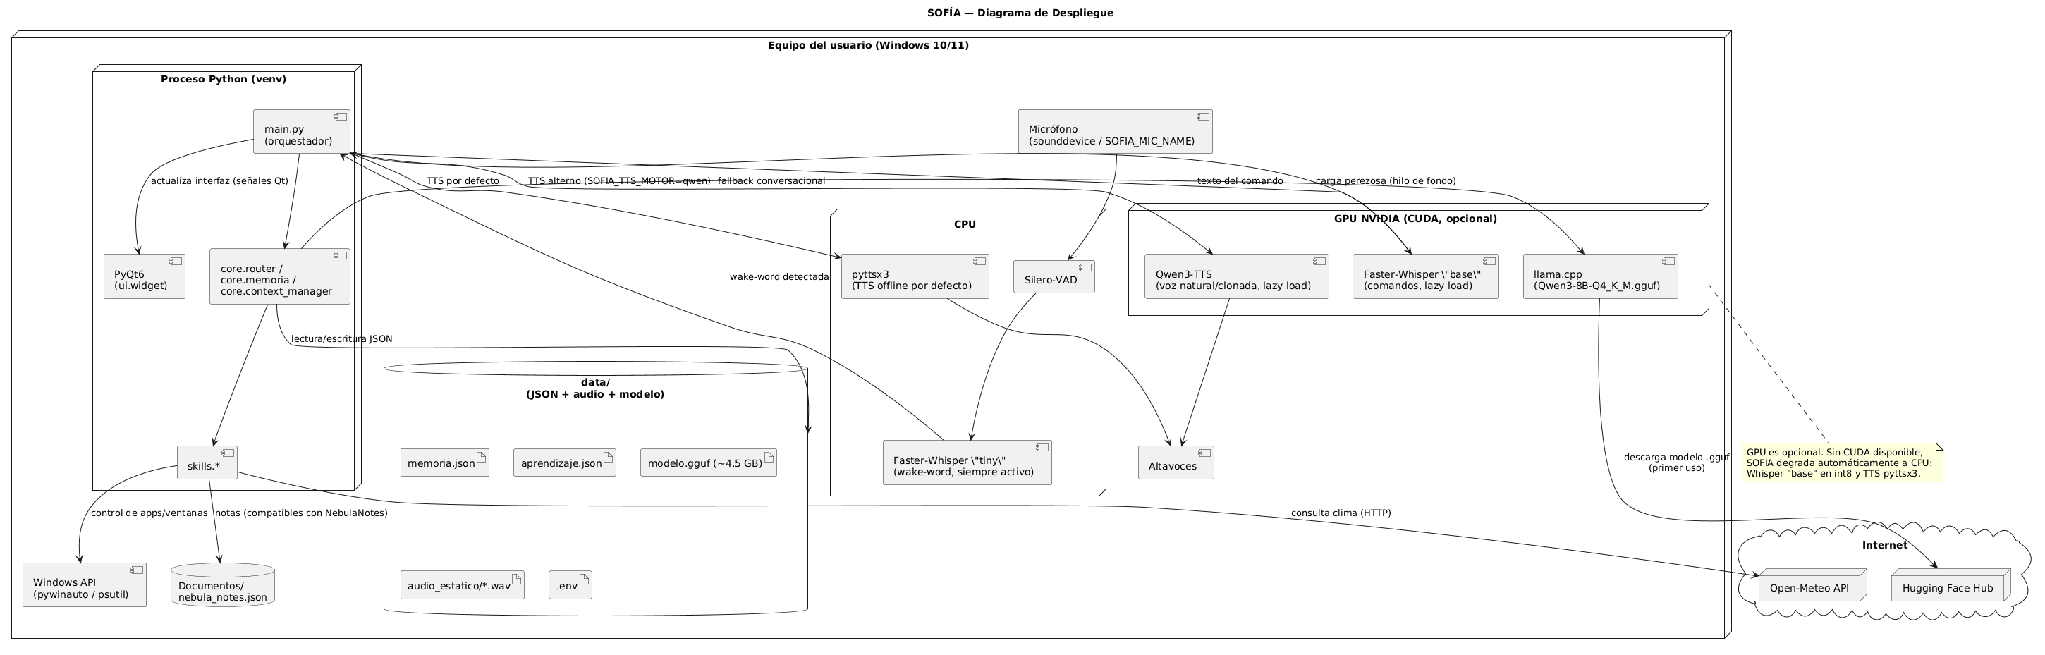 SOFÍA — Diagrama de Despliegue
Equipo del usuario (Windows 10/11)
Proceso Python (venv)
main.py
(orquestador)
Micrófono
(sounddevice / SOFIA_MIC_NAME)
actualiza interfaz (señales Qt)
TTS por defecto
TTS alterno (SOFIA_TTS_MOTOR=qwen)
fallback conversacional
texto del comando
carga perezosa (hilo de fondo)
CPU
GPU NVIDIA (CUDA, opcional)
PyQt6
(ui.widget)
core.router /
core.memoria /
core.context_manager
wake-word detectada
pyttsx3
(TTS offline por defecto)
Silero-VAD
Qwen3-TTS
(voz natural/clonada, lazy load)
Faster-Whisper \"base\"
(comandos, lazy load)
llama.cpp
(Qwen3-8B-Q4_K_M.gguf)
lectura/escritura JSON
data/
(JSON + audio + modelo)
skills.*
memoria.json
aprendizaje.json
modelo.gguf (~4.5 GB)
Faster-Whisper \"tiny\"
(wake-word, siempre activo)
Altavoces
descarga modelo .gguf
(primer uso)
GPU es opcional. Sin CUDA disponible,
SOFÍA degrada automáticamente a CPU:
Whisper "base" en int8 y TTS pyttsx3.
control de apps/ventanas
notas (compatibles con NebulaNotes)
consulta clima (HTTP)
Internet
Windows API
(pywinauto / psutil)
Documentos/
nebula_notes.json
audio_estatico/*.wav
.env
Open-Meteo API
Hugging Face Hub